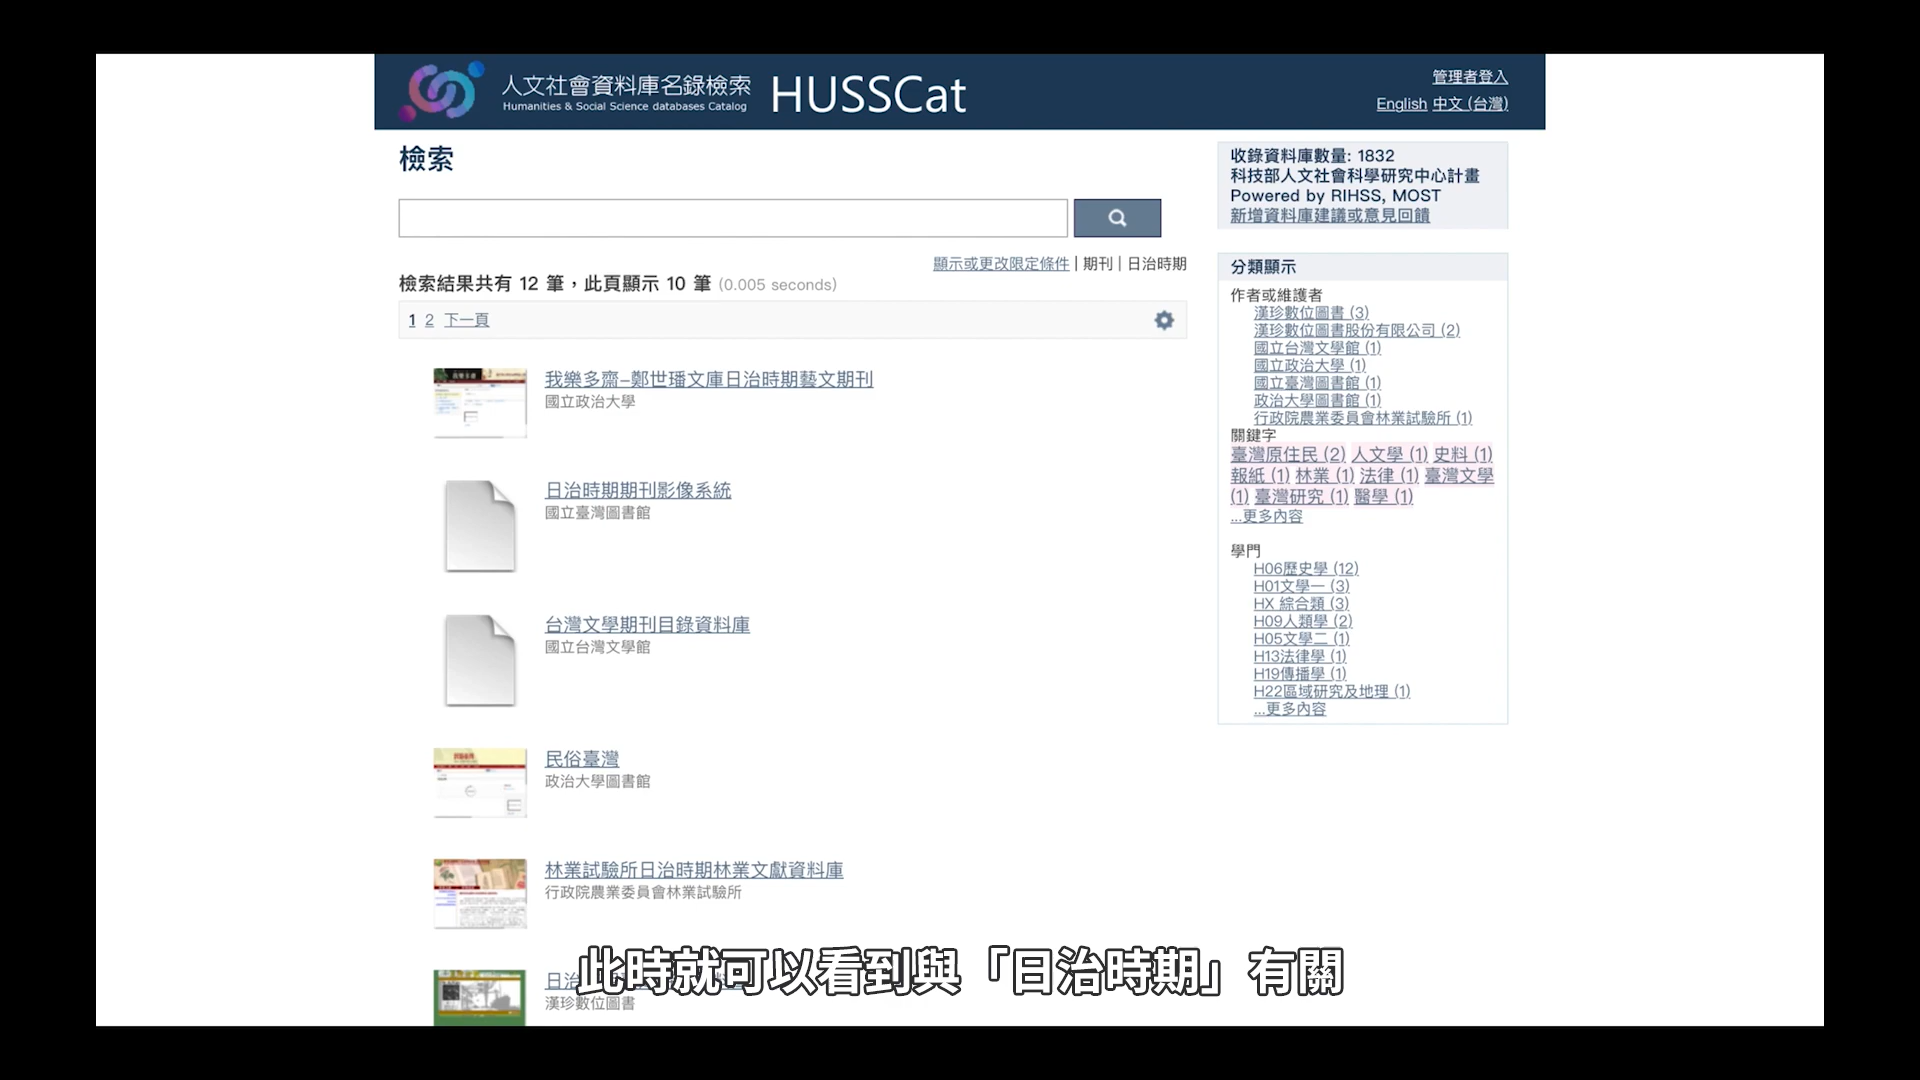 人文社會資料庫名錄檢索
Humanities & Social Science databases Catalog
HUSSCat
管理者登入
English 中文 (台灣)
檢索
顯示或更改限定條件 | 期刊 | 日治時期
檢索結果共有 12 筆，此頁顯示 10 筆 (0.005 seconds)
1 2 下一頁
我樂多齋–鄭世璠文庫日治時期藝文期刊
國立政治大學
日治時期期刊影像系統
國立臺灣圖書館
台灣文學期刊目錄資料庫
國立台灣文學館
民俗臺灣
政治大學圖書館
林業試驗所日治時期林業文獻資料庫
行政院農業委員會林業試驗所
日治
漢珍數位圖書
收錄資料庫數量: 1832
科技部人文社會科學研究中心計畫
Powered by RIHSS, MOST
新增資料庫建議或意見回饋
分類顯示
作者或維護者
漢珍數位圖書 (3)
漢珍數位圖書股份有限公司 (2)
國立台灣文學館 (1)
國立政治大學 (1)
國立臺灣圖書館 (1)
政治大學圖書館 (1)
行政院農業委員會林業試驗所 (1)
關鍵字
臺灣原住民 (2) 人文學 (1) 史料 (1)
報紙 (1) 林業 (1) 法律 (1) 臺灣文學
(1) 臺灣研究 (1) 醫學 (1)
...更多內容
學門
H06歷史學 (12)
H01文學一 (3)
HX 綜合類 (3)
H09人類學 (2)
H05文學二 (1)
H13法律學 (1)
H19傳播學 (1)
H22區域研究及地理 (1)
...更多內容
此時就可以看到與「日治時期」有關